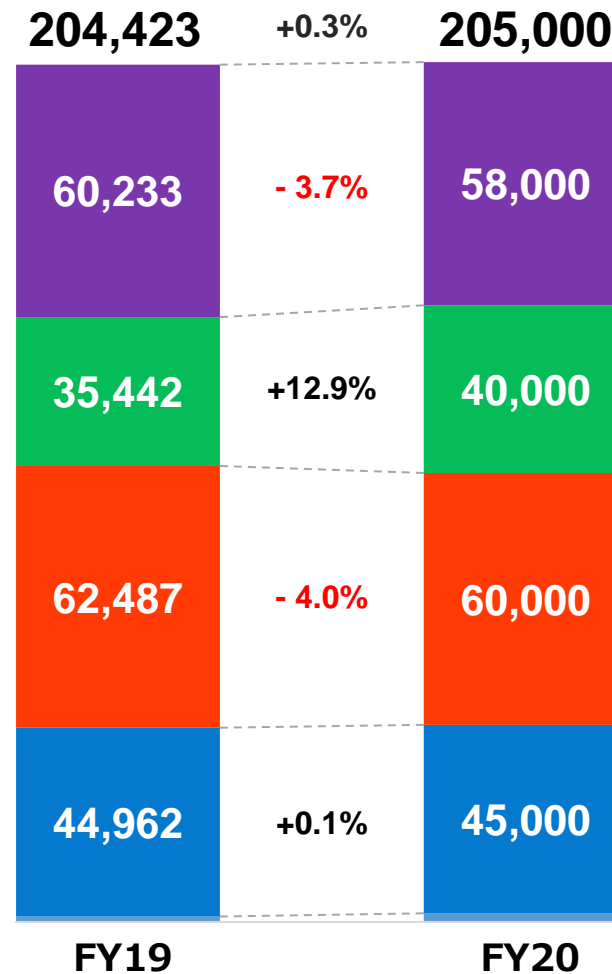 204,423 +0.3% 205,000
60,233 - 3.7% 58,000
35,442 +12.9% 40,000
62,487 - 4.0% 60,000
44,962 +0.1% 45,000
FY19 FY20